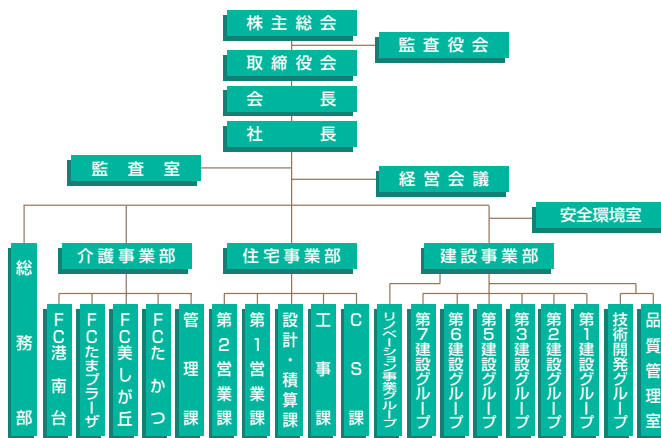 株主総会
監査役会
取締役会
会長
社長
監査室
経営会議
安全環境室
総務部
介護事業部
住宅事業部
建設事業部
FC港南台
FCたまプラーザ
FC美しが丘
FCたかつ
管理課
第2営業課
第1営業課
設計・積算課
工事課
CS課
リノベーション事業グループ
第7建設グループ
第6建設グループ
第5建設グループ
第3建設グループ
第2建設グループ
第1建設グループ
技術開発グループ
品質管理室